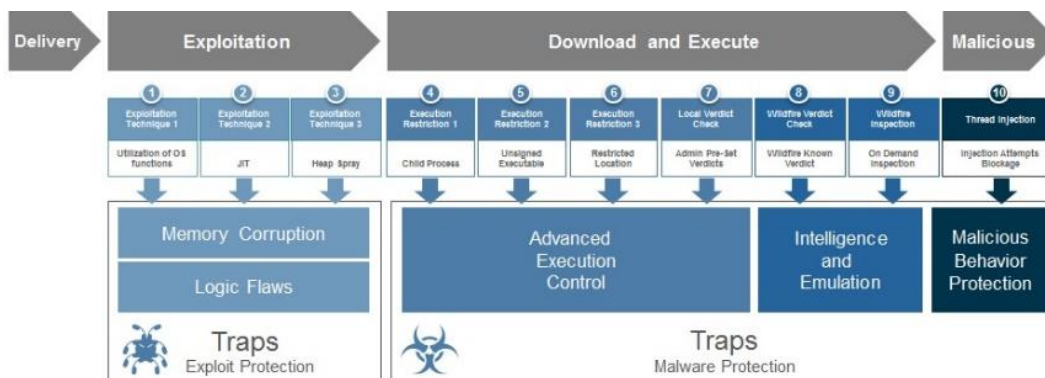 Delivery
Exploitation
Download and Execute
Malicious
1
Exploitation
Technique 1
Utilization of OS
functions
2
Exploitation
Technique 2
JIT
3
Exploitation
Technique 3
Heap Spray
4
Execution
Restriction 1
Child Process
5
Execution
Restriction 2
Unsigned
Executable
6
Execution
Restriction 3
Restricted
Location
7
Local Verdict
Check
Admin Pre-Set
Verdicts
8
Wildfire Verdict
Check
Wildfire Known
Verdict
9
Wildfire
Inspection
On Demand
Inspection
10
Thread Injection
Injection Attempts
Blockage
Memory Corruption
Logic Flaws
Advanced
Execution
Control
Intelligence
and
Emulation
Malicious
Behavior
Protection
Traps
Exploit Protection
Traps
Malware Protection